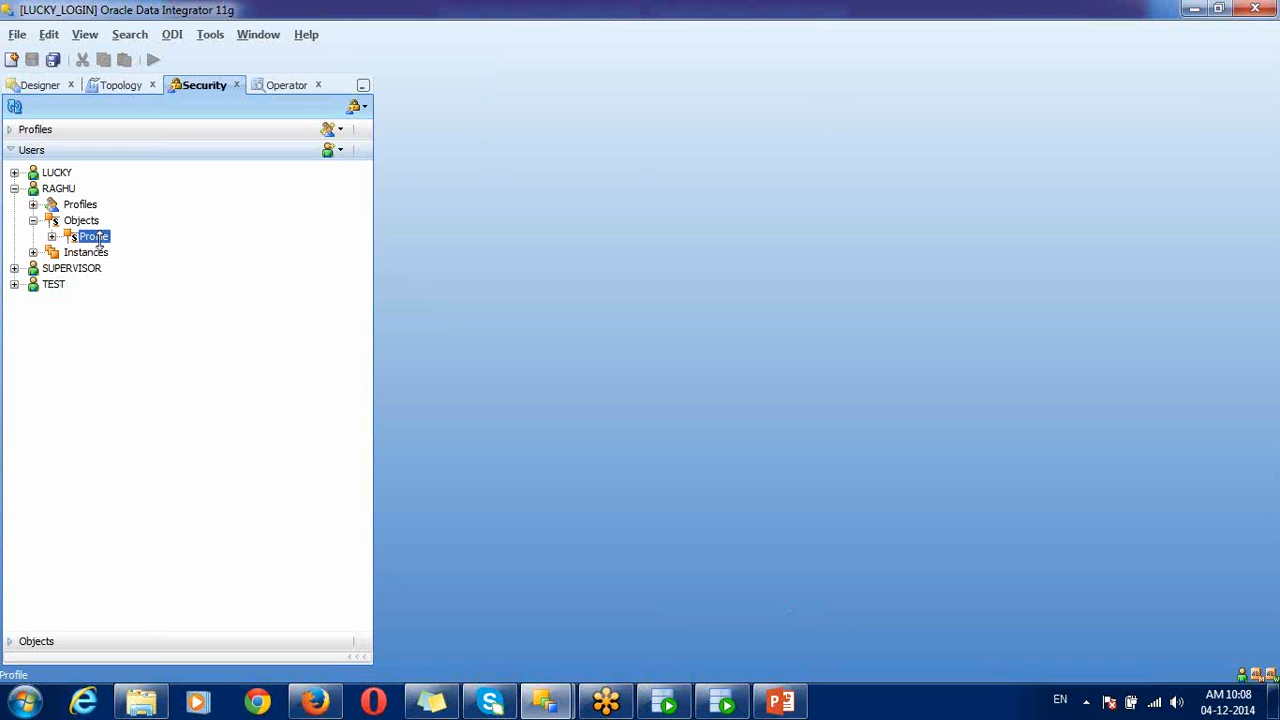 [LUCKY_LOGIN] Oracle Data Integrator 11g
File Edit View Search ODI Tools Window Help
Designer Topology Security Operator
Profiles
Users
LUCKY
RAGHU
Profiles
Objects
Profile
Instances
SUPERVISOR
TEST
Objects
Profile
EN
AM 10:08
04-12-2014